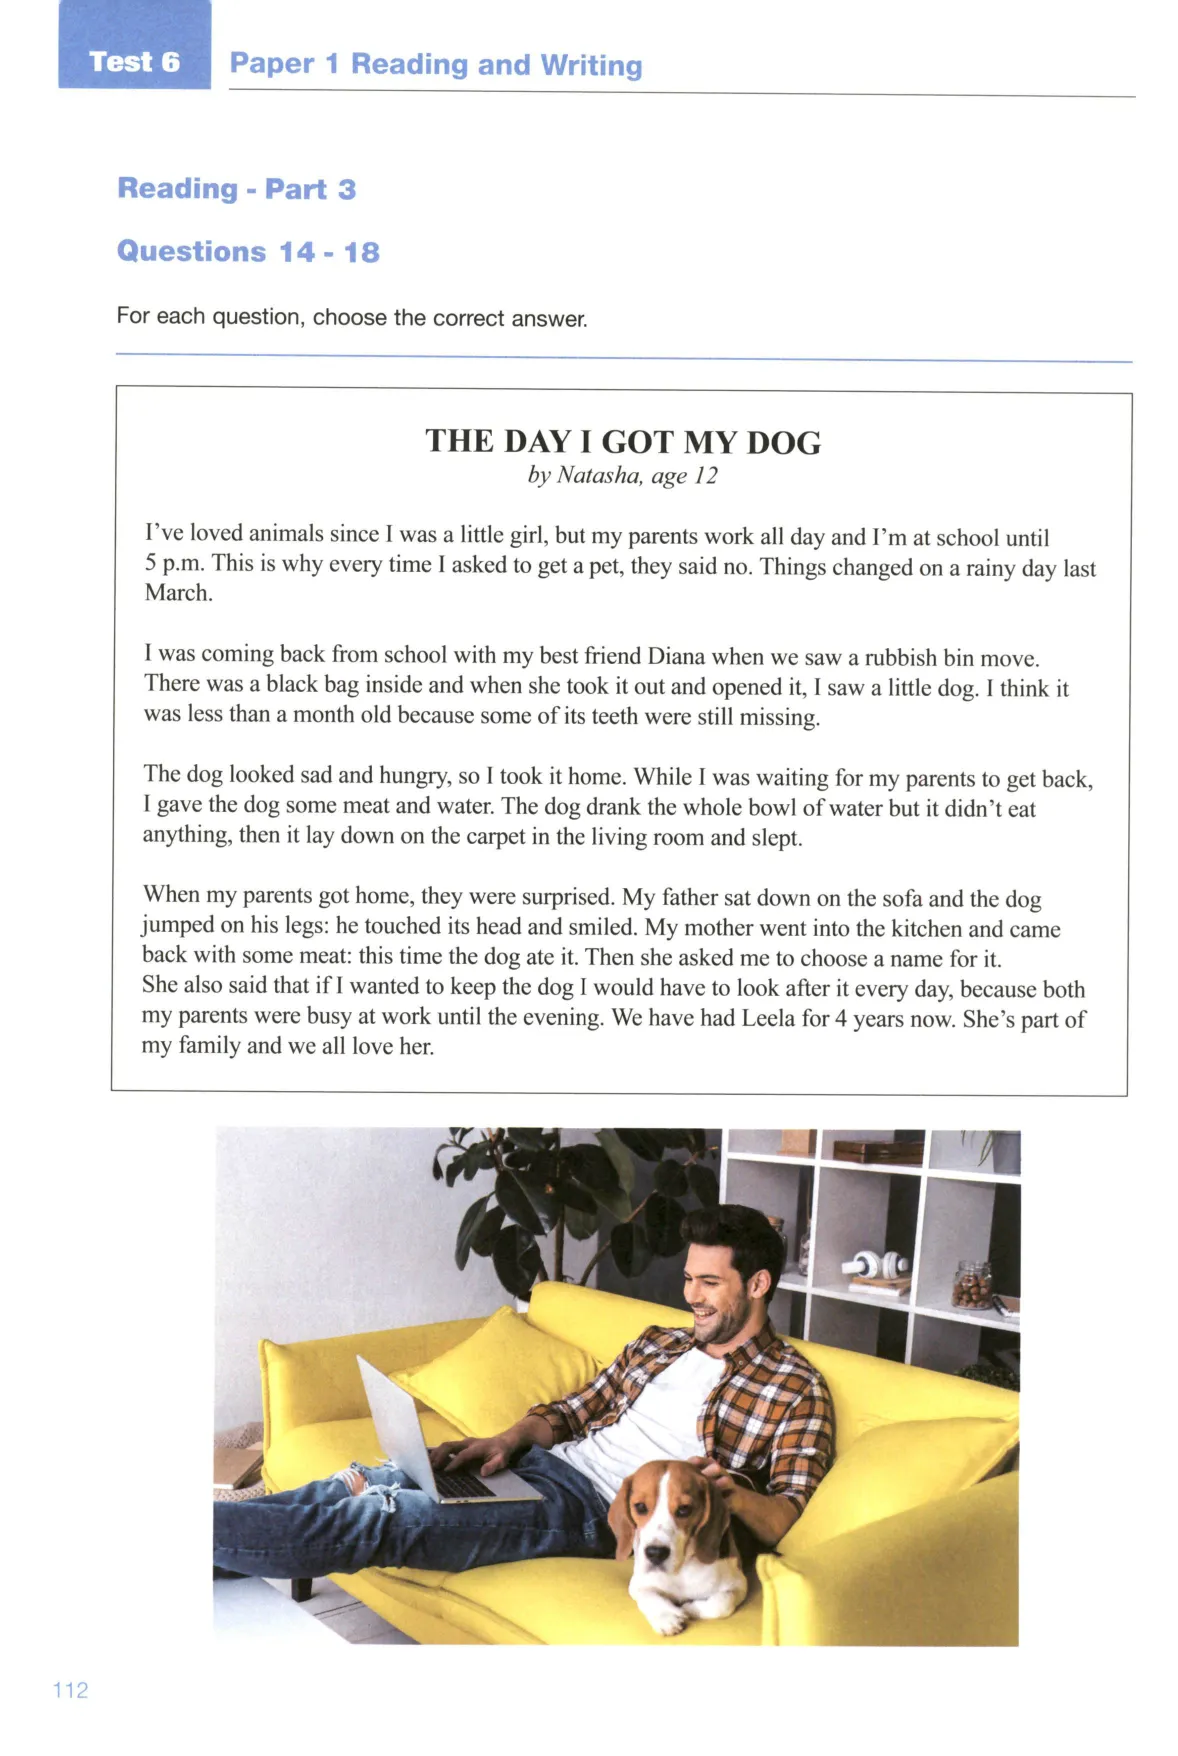 Test 6
Paper 1 Reading and Writing
Reading - Part 3
Questions 14 - 18
For each question, choose the correct answer.
THE DAY I GOT MY DOG
by Natasha, age 12
I've loved animals since I was a little girl, but my parents work all day and I'm at school until
5 p.m. This is why every time I asked to get a pet, they said no. Things changed on a rainy day last
March.
I was coming back from school with my best friend Diana when we saw a rubbish bin move.
There was a black bag inside and when she took it out and opened it, I saw a little dog. I think it
was less than a month old because some of its teeth were still missing.
The dog looked sad and hungry, so I took it home. While I was waiting for my parents to get back,
I gave the dog some meat and water. The dog drank the whole bowl of water but it didn't eat
anything, then it lay down on the carpet in the living room and slept.
When my parents got home, they were surprised. My father sat down on the sofa and the dog
jumped on his legs: he touched its head and smiled. My mother went into the kitchen and came
back with some meat: this time the dog ate it. Then she asked me to choose a name for it.
She also said that if I wanted to keep the dog I would have to look after it every day, because both
my parents were busy at work until the evening. We have had Leela for 4 years now. She's part of
my family and we all love her.
112